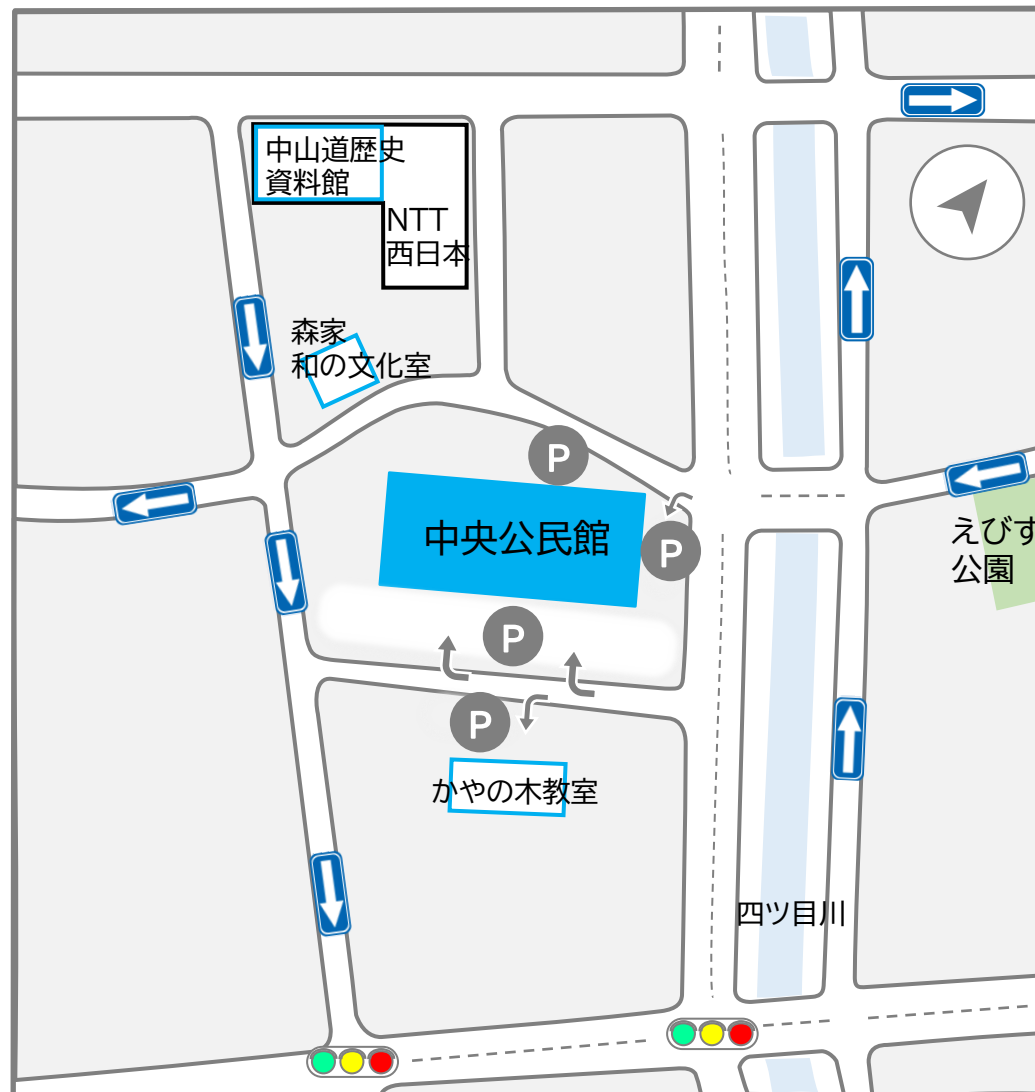 中山道歴史
資料館
NTT
西日本
森家
和の文化室
P
中央公民館
P
えびす
公園
P
P
かやの木教室
四ツ目川